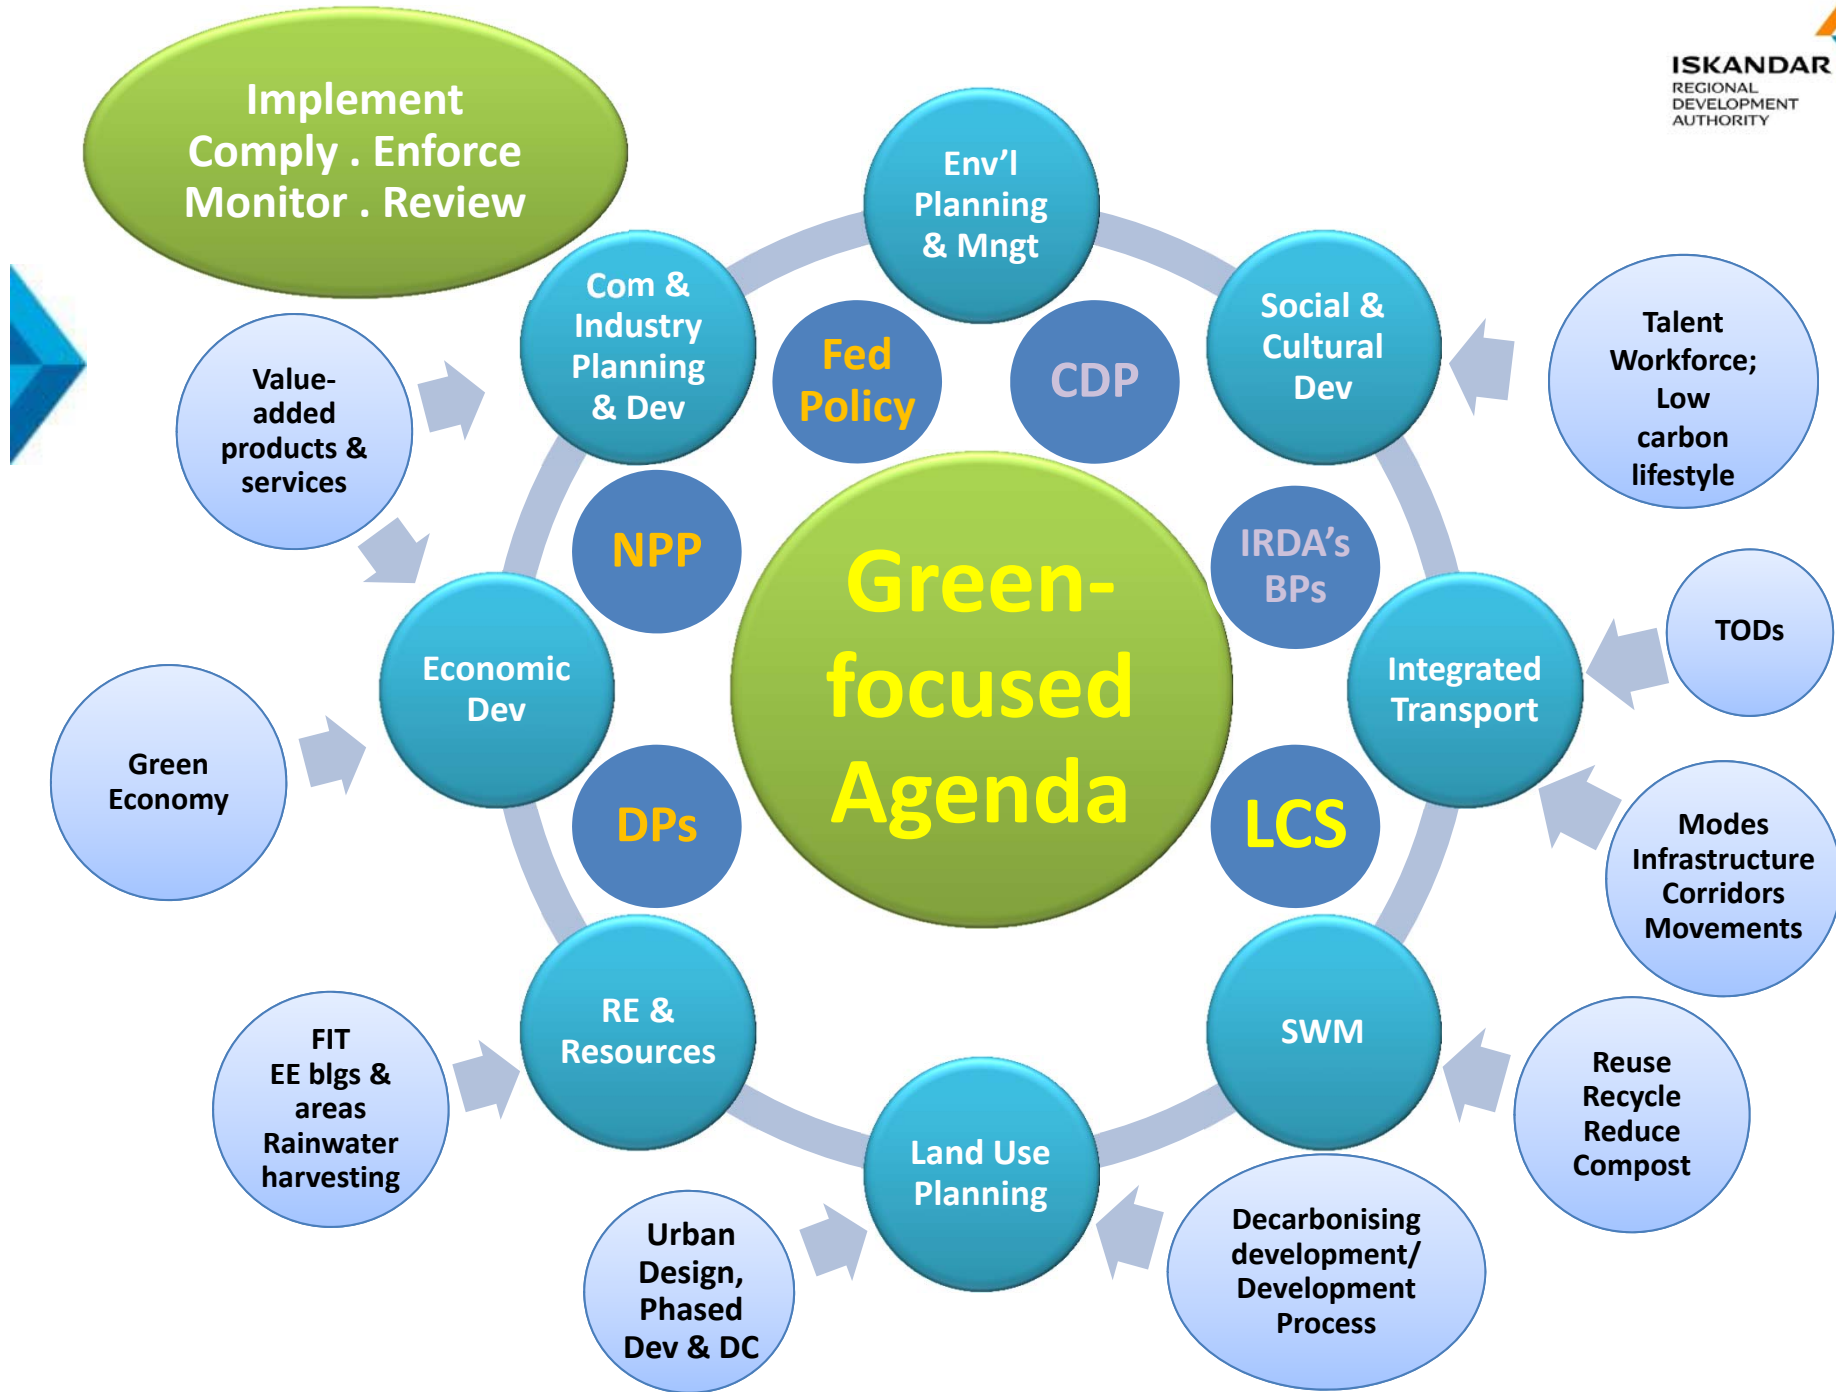 Implement
Comply . Enforce
Monitor . Review
ISKANDAR
REGIONAL
DEVELOPMENT
AUTHORITY
Env’l
Planning
& Mngt
Com &
Industry
Planning
& Dev
Social &
Cultural
Dev
Talent
Workforce;
Low
carbon
lifestyle
Value-
added
products &
services
Fed
Policy
CDP
NPP
IRDA’s
BPs
Green-
focused
Agenda
TODs
Economic
Dev
Integrated
Transport
Green
Economy
DPs
LCS
Modes
Infrastructure
Corridors
Movements
RE &
Resources
SWM
FIT
EE blgs &
areas
Rainwater
harvesting
Reuse
Recycle
Reduce
Compost
Land Use
Planning
Urban
Design,
Phased
Dev & DC
Decarbonising
development/
Development
Process